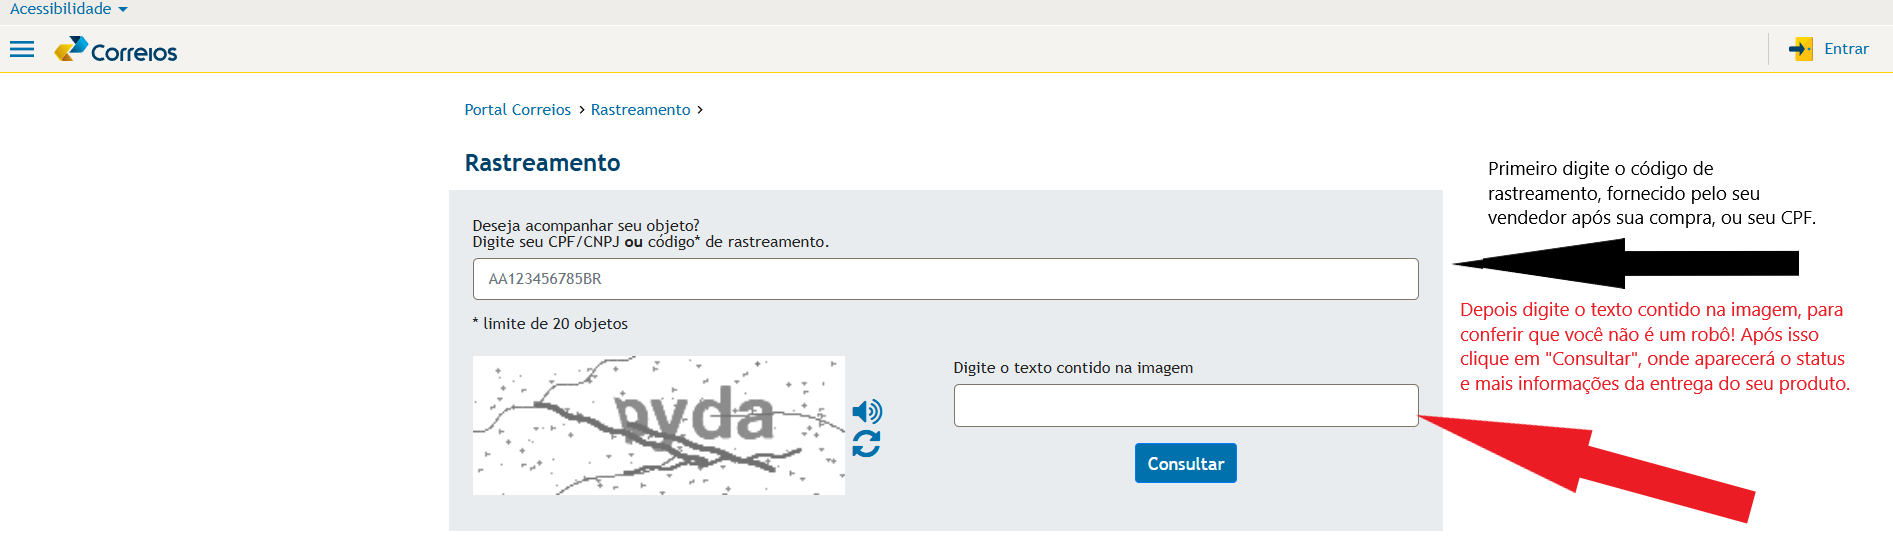 Acessibilidade
Correios
Entrar
Portal Correios > Rastreamento >
Rastreamento
Deseja acompanhar seu objeto?
Digite seu CPF/CNPJ ou código* de rastreamento.
AA123456785BR
* limite de 20 objetos
pyda
Digite o texto contido na imagem
Consultar
Primeiro digite o código de
rastreamento, fornecido pelo seu
vendedor após sua compra, ou seu CPF.
Depois digite o texto contido na imagem, para
conferir que você não é um robô! Após isso
clique em "Consultar", onde aparecerá o status
e mais informações da entrega do seu produto.